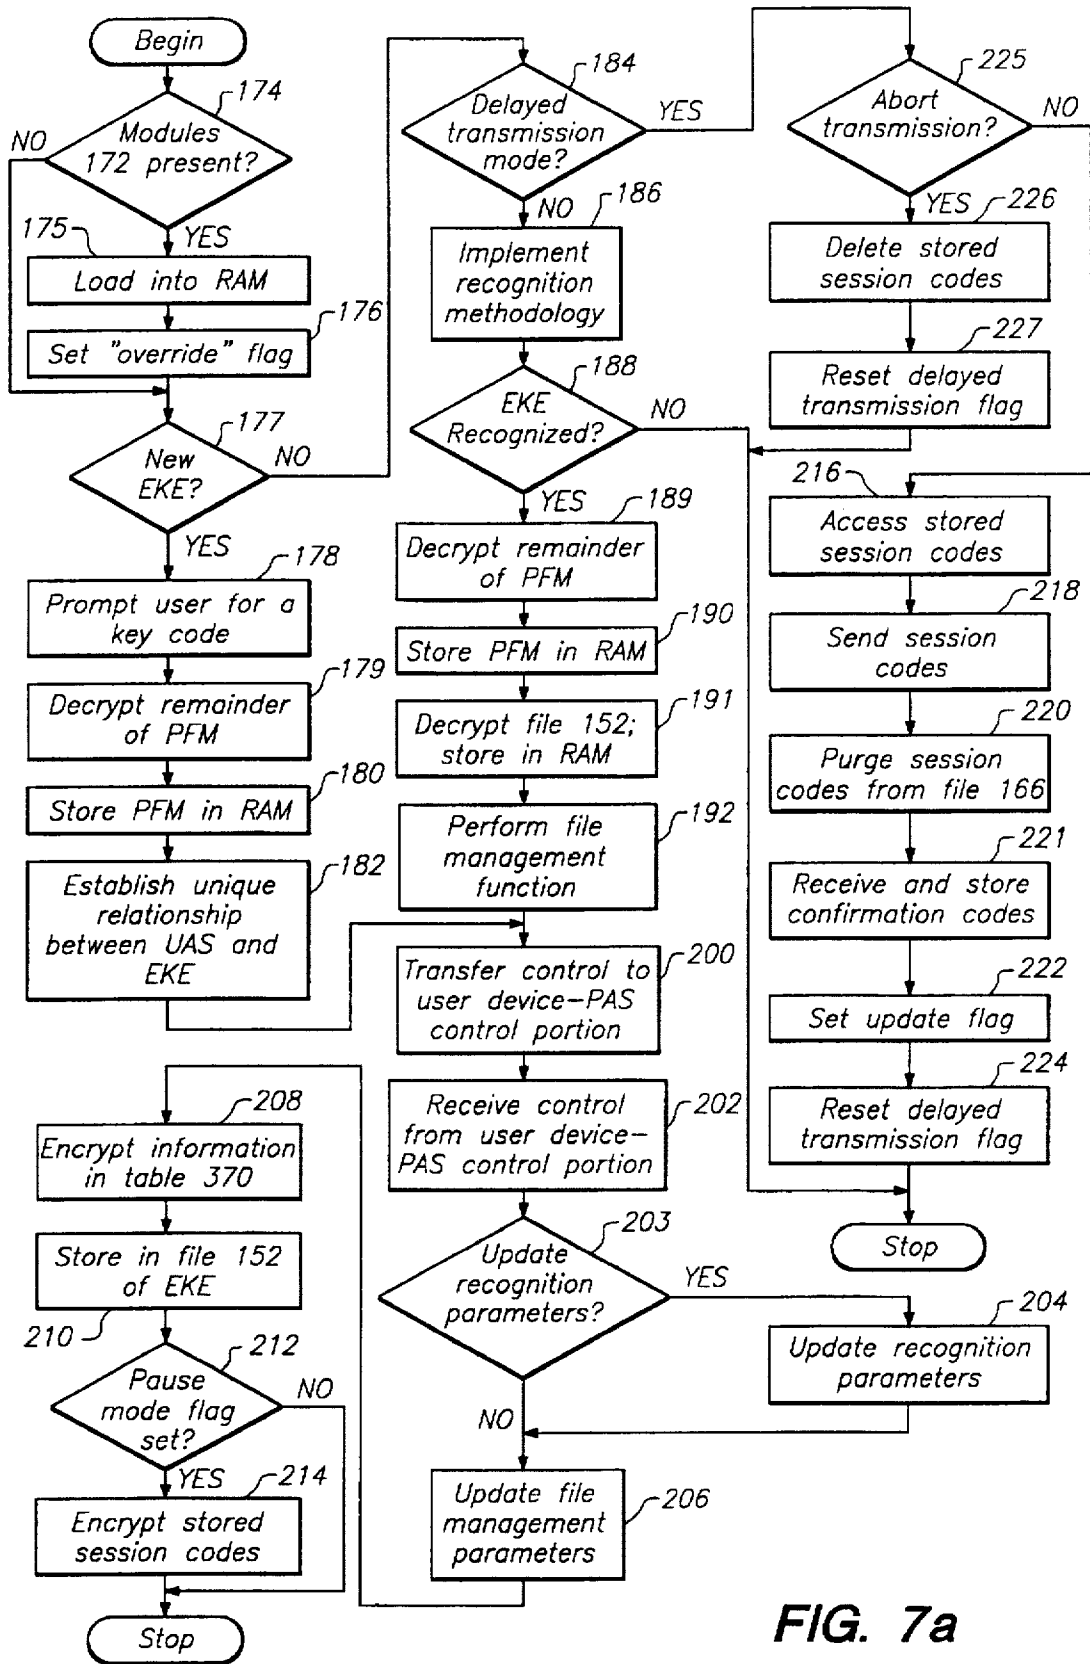 Begin
174
Modules
172 present?
NO
YES
175
Load into RAM
176
Set "override" flag
177
New
EKE?
NO
YES
178
Prompt user for a
key code
179
Decrypt remainder
of PFM
180
Store PFM in RAM
182
Establish unique
relationship
between UAS and
EKE
184
Delayed
transmission
mode?
YES
NO
186
Implement
recognition
methodology
188
EKE
Recognized?
NO
YES
189
Decrypt remainder
of PFM
190
Store PFM in RAM
191
Decrypt file 152;
store in RAM
192
Perform file
management
function
200
Transfer control to
user device-PAS
control portion
202
Receive control
from user device-
PAS control portion
203
Update
recognition
parameters?
YES
NO
204
Update recognition
parameters
206
Update file
management
parameters
208
Encrypt information
in table 370
Store in file 152
of EKE
210
212
Pause
mode flag
set?
NO
YES
214
Encrypt stored
session codes
Stop
225
Abort
transmission?
NO
YES
226
Delete stored
session codes
227
Reset delayed
transmission flag
216
Access stored
session codes
218
Send session
codes
220
Purge session
codes from file 166
221
Receive and store
confirmation codes
222
Set update flag
224
Reset delayed
transmission flag
Stop
FIG. 7a